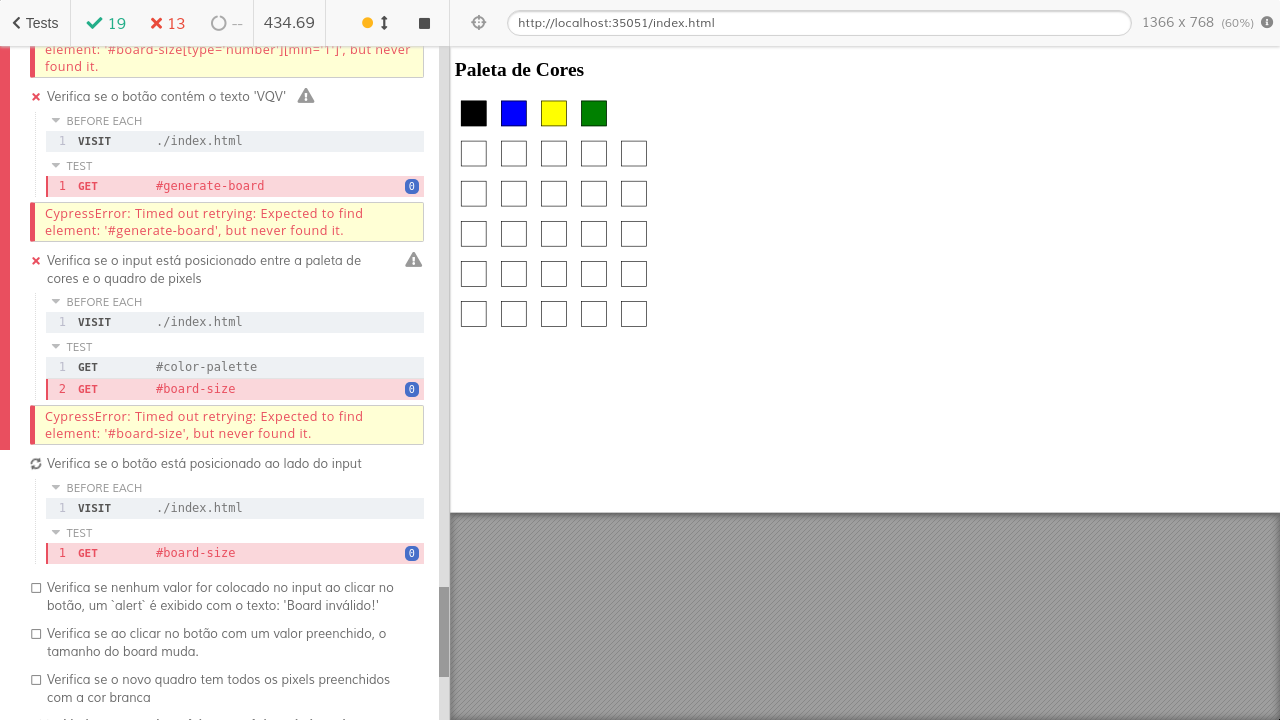 Tests
19
13
--
434.69
http://localhost:35051/index.html
1366 x 768 (60%)
element: '#board-size[type='number'][min='1']', but never
found it.
Verifica se o botão contém o texto 'VQV'
BEFORE EACH
1 VISIT ./index.html
TEST
1 GET #generate-board 0
CypressError: Timed out retrying: Expected to find
element: '#generate-board', but never found it.
Verifica se o input está posicionado entre a paleta de
cores e o quadro de pixels
BEFORE EACH
1 VISIT ./index.html
TEST
1 GET #color-palette
2 GET #board-size 0
CypressError: Timed out retrying: Expected to find
element: '#board-size', but never found it.
Verifica se o botão está posicionado ao lado do input
BEFORE EACH
1 VISIT ./index.html
TEST
1 GET #board-size 0
Verifica se nenhum valor for colocado no input ao clicar no
botão, um `alert` é exibido com o texto: 'Board inválido!'
Verifica se ao clicar no botão com um valor preenchido, o
tamanho do board muda.
Verifica se o novo quadro tem todos os pixels preenchidos
com a cor branca
Paleta de Cores